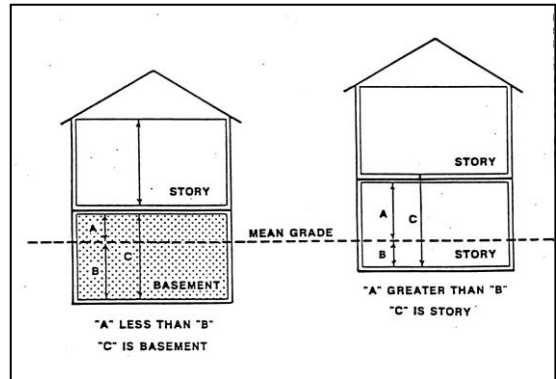 STORY
A
C
B
BASEMENT
"A" LESS THAN "B"
"C" IS BASEMENT
MEAN GRADE
STORY
A
C
B
STORY
"A" GREATER THAN "B"
"C" IS STORY